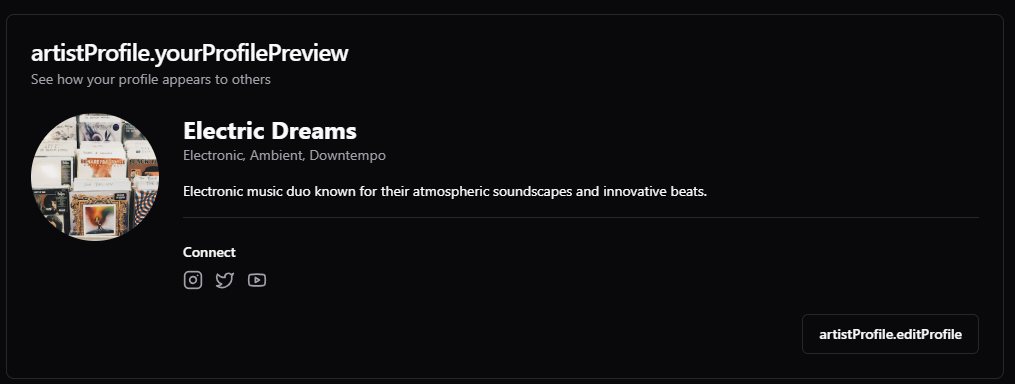 artistProfile.yourProfilePreview
See how your profile appears to others
Electric Dreams
Electronic, Ambient, Downtempo
Electronic music duo known for their atmospheric soundscapes and innovative beats.
Connect
artistProfile.editProfile